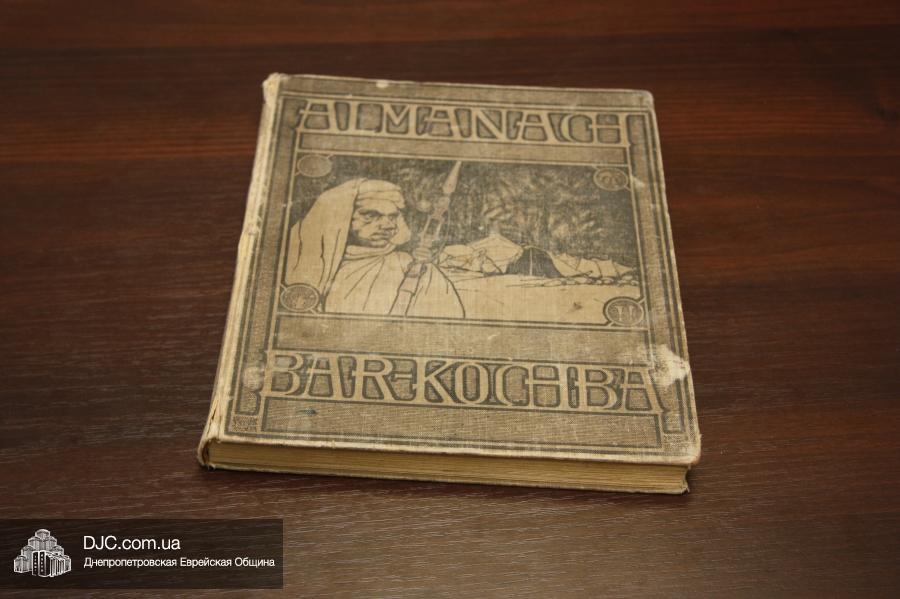 ALMANACH
BAR-KOCHBA
DJC.com.ua
Днепропетровская Еврейская Община